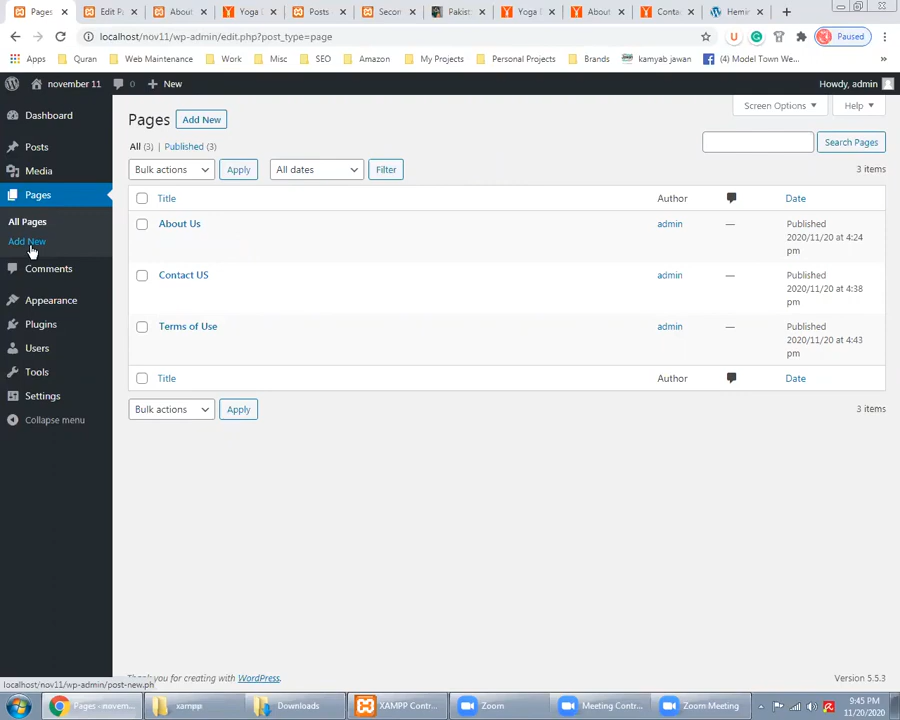 Pages
Edit P
About
Yoga
Posts
Secon
Pakist
Yoga
About
Conta
Hemin
localhost/nov11/wp-admin/edit.php?post_type=page
Paused
Apps
Quran
Web Maintenance
Work
Misc
SEO
Amazon
My Projects
Personal Projects
Brands
kamyab jawan
(4) Model Town We...
november 11
0
New
Howdy, admin
Dashboard
Posts
Media
Pages
All Pages
Add New
Comments
Appearance
Plugins
Users
Tools
Settings
Collapse menu
Screen Options
Help
Pages Add New
All (3) | Published (3)
Search Pages
Bulk actions Apply All dates Filter 3 items
Title Author Date
About Us admin — Published
2020/11/20 at 4:24
pm
Contact US admin — Published
2020/11/20 at 4:38
pm
Terms of Use admin — Published
2020/11/20 at 4:43
pm
Title Author Date
Bulk actions Apply 3 items
you for creating with WordPress. Version 5.5.3
localhost/nov11/wp-admin/post-new.ph
Pages - novem...
xampp
Downloads
XAMPP Contr...
Zoom
Meeting Contr...
Zoom Meeting
9:45 PM
11/20/2020